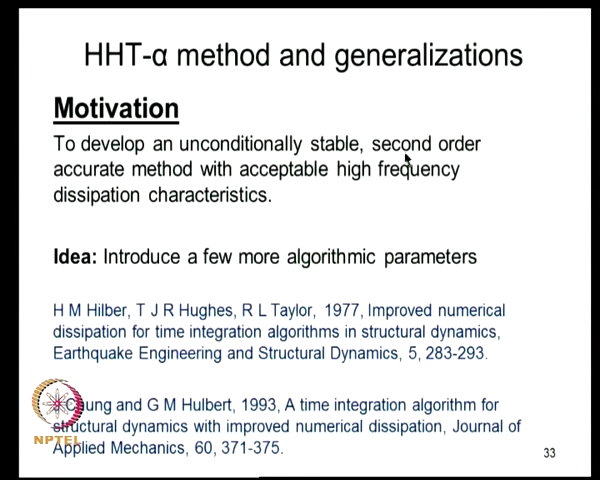 HHT-α method and generalizations
Motivation
To develop an unconditionally stable, second order
accurate method with acceptable high frequency
dissipation characteristics.
Idea: Introduce a few more algorithmic parameters
H M Hilber, T J R Hughes, R L Taylor, 1977, Improved numerical
dissipation for time integration algorithms in structural dynamics,
Earthquake Engineering and Structural Dynamics, 5, 283-293.
Chung and G M Hulbert, 1993, A time integration algorithm for
structural dynamics with improved numerical dissipation, Journal of
Applied Mechanics, 60, 371-375.
NPTEL
33